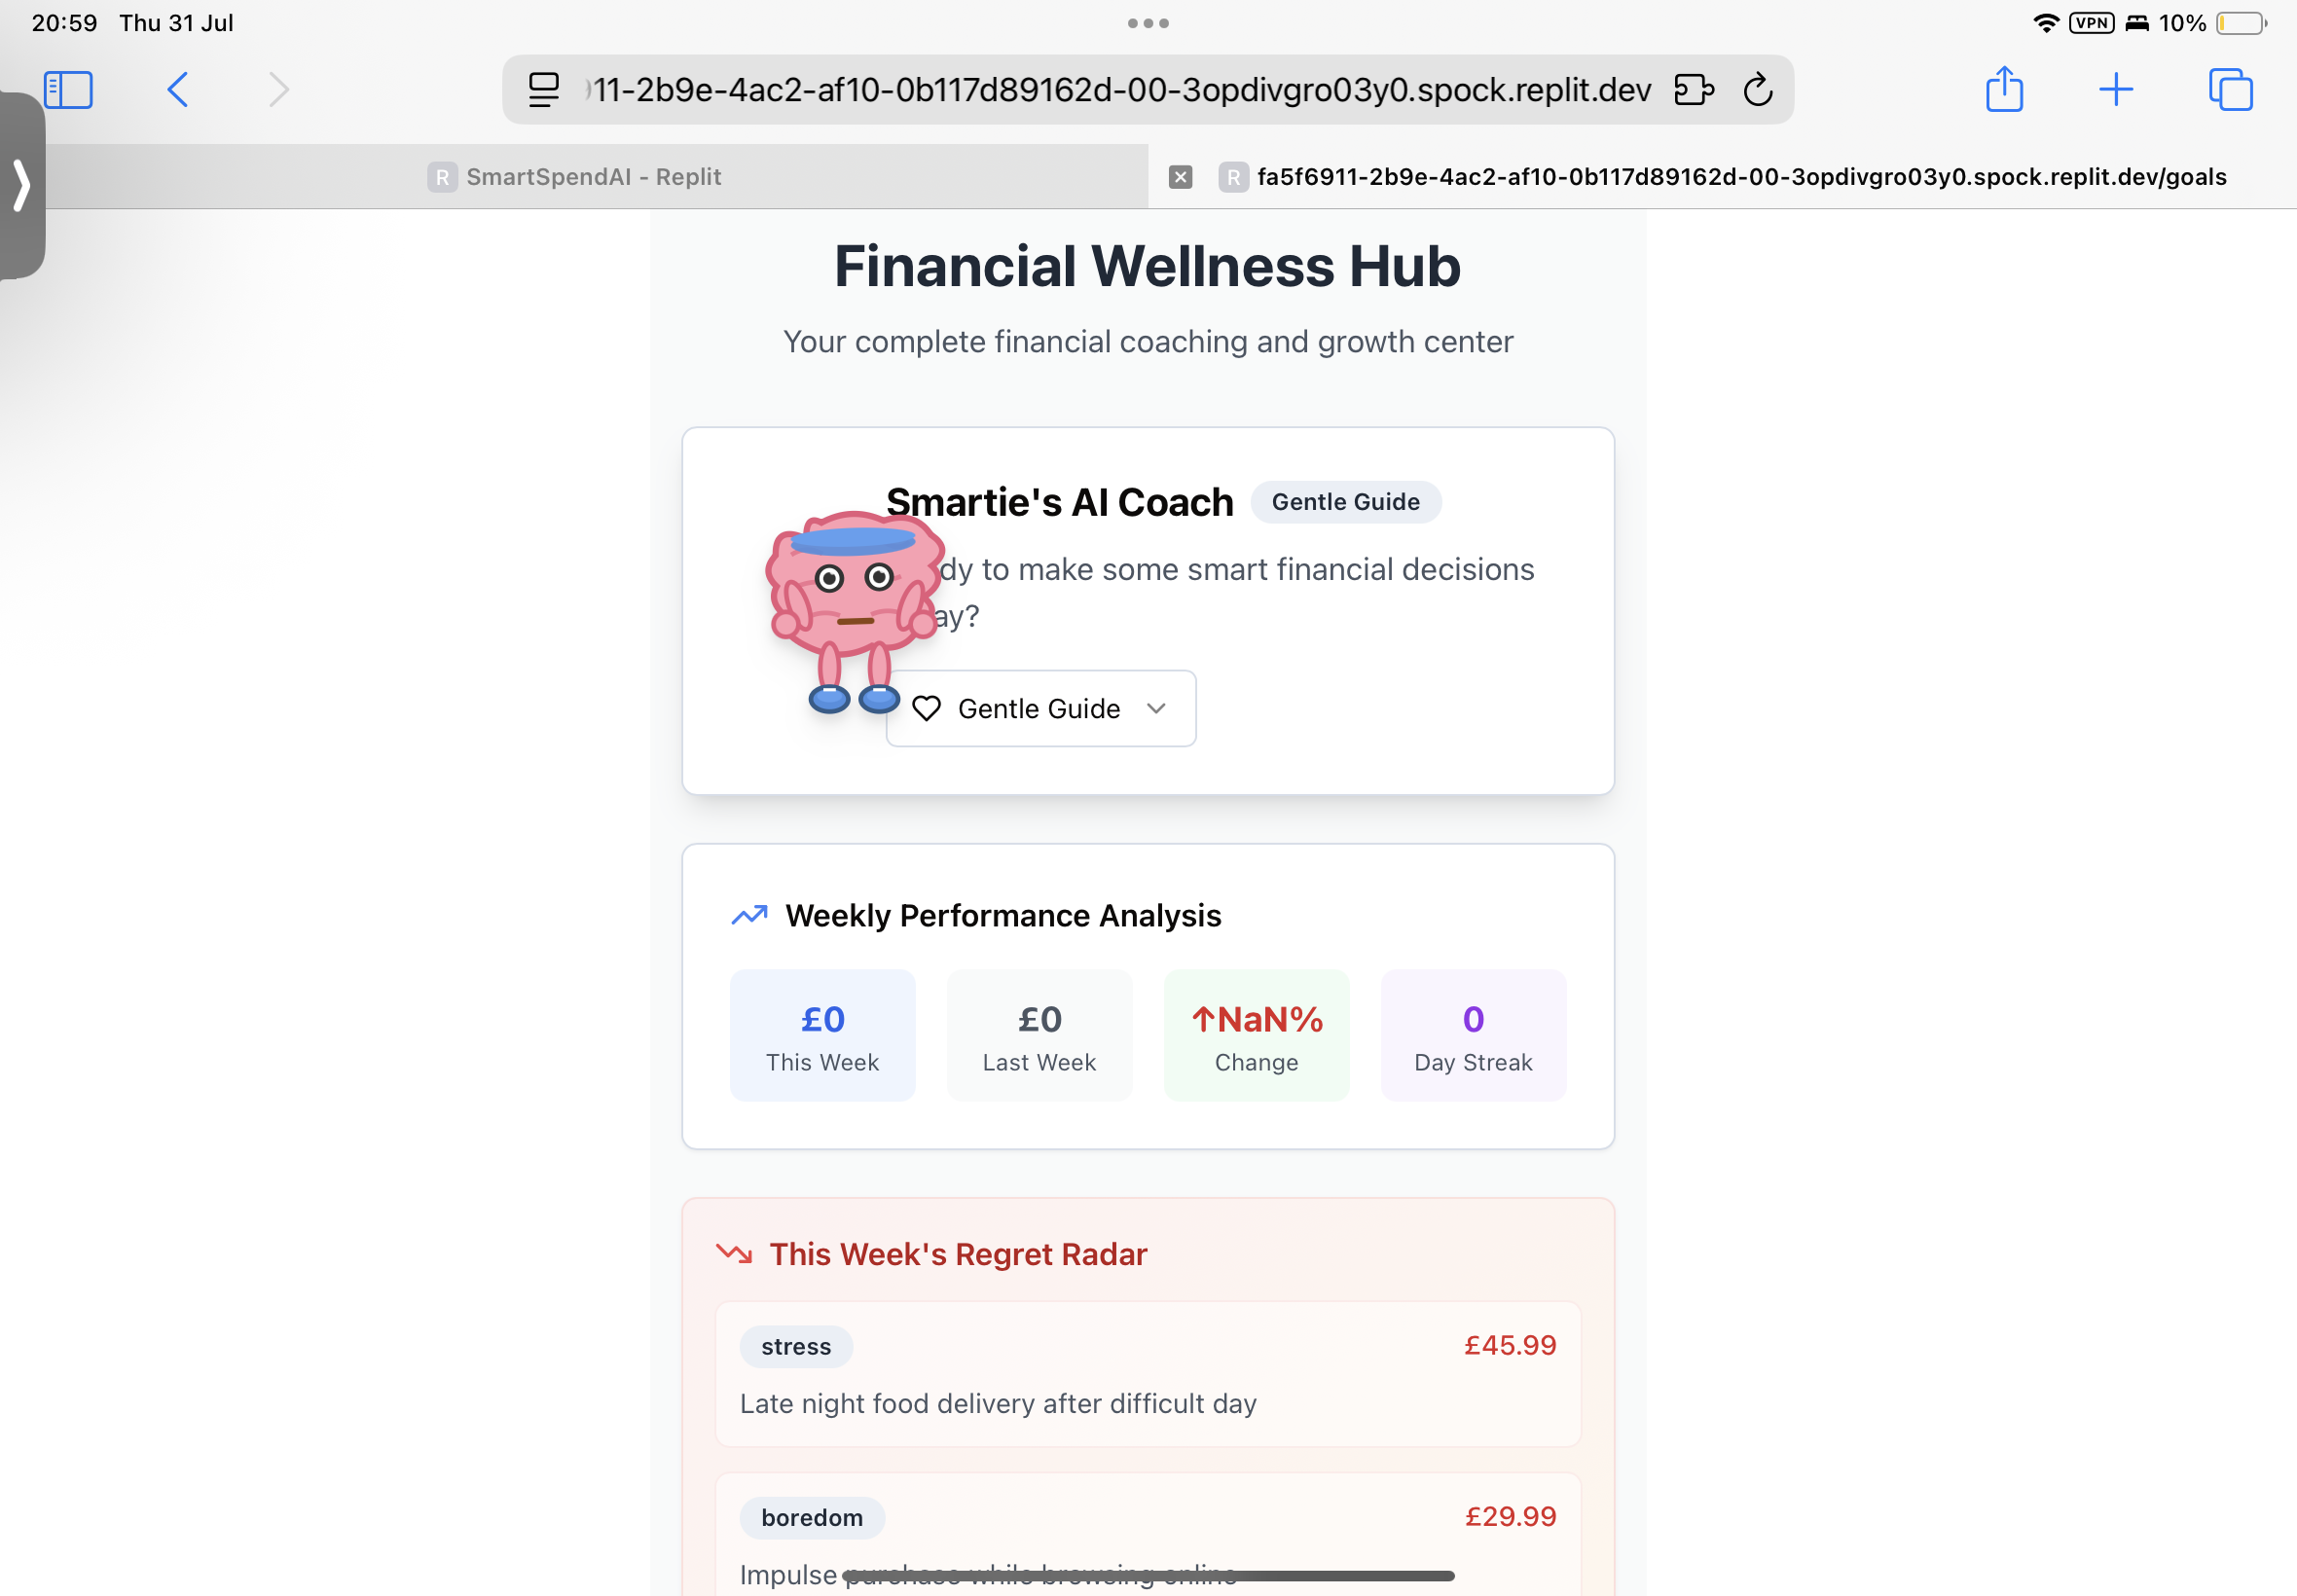 20:59 Thu 31 Jul
VPN 10%
11-2b9e-4ac2-af10-0b117d89162d-00-3opdivgro03y0.spock.replit.dev
R SmartSpendAI - Replit
R fa5f6911-2b9e-4ac2-af10-0b117d89162d-00-3opdivgro03y0.spock.replit.dev/goals
Financial Wellness Hub
Your complete financial coaching and growth center
Smartie's AI Coach Gentle Guide
dy to make some smart financial decisions
ay?
Gentle Guide
Weekly Performance Analysis
£0 £0 ↑NaN% 0
This Week Last Week Change Day Streak
This Week's Regret Radar
stress £45.99
Late night food delivery after difficult day
boredom £29.99
Impulse purchase while browsing online